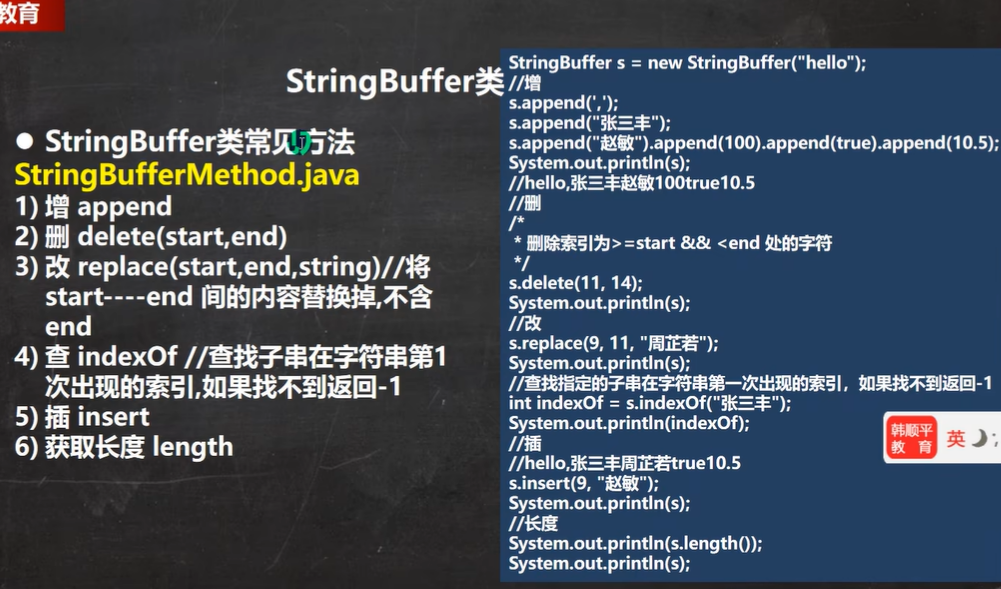 教育
StringBuffer类
● StringBuffer类常见方法
StringBufferMethod.java
1) 增 append
2) 删 delete(start,end)
3) 改 replace(start,end,string)//将
start----end 间的内容替换掉,不含
end
4) 查 indexOf //查找子串在字符串第1
次出现的索引,如果找不到返回-1
5) 插 insert
6) 获取长度 length
StringBuffer s = new StringBuffer("hello");
//增
s.append(',');
s.append("张三丰");
s.append("赵敏").append(100).append(true).append(10.5);
System.out.println(s);
//hello,张三丰赵敏100true10.5
//删
/*
* 删除索引为>=start && <end 处的字符
*/
s.delete(11, 14);
System.out.println(s);
//改
s.replace(9, 11, "周芷若");
System.out.println(s);
//查找指定的子串在字符串第一次出现的索引，如果找不到返回-1
int indexOf = s.indexOf("张三丰");
System.out.println(indexOf);
//插
//hello,张三丰周芷若true10.5
s.insert(9, "赵敏");
System.out.println(s);
//长度
System.out.println(s.length());
System.out.println(s);
韩顺平
教 育
英